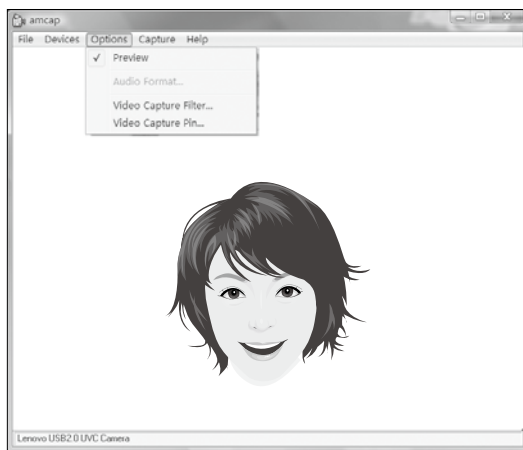 amcap
File Devices Options Capture Help
✓ Preview
Audio Format...
Video Capture Filter...
Video Capture Pin...
Lenovo USB2.0 UVC Camera